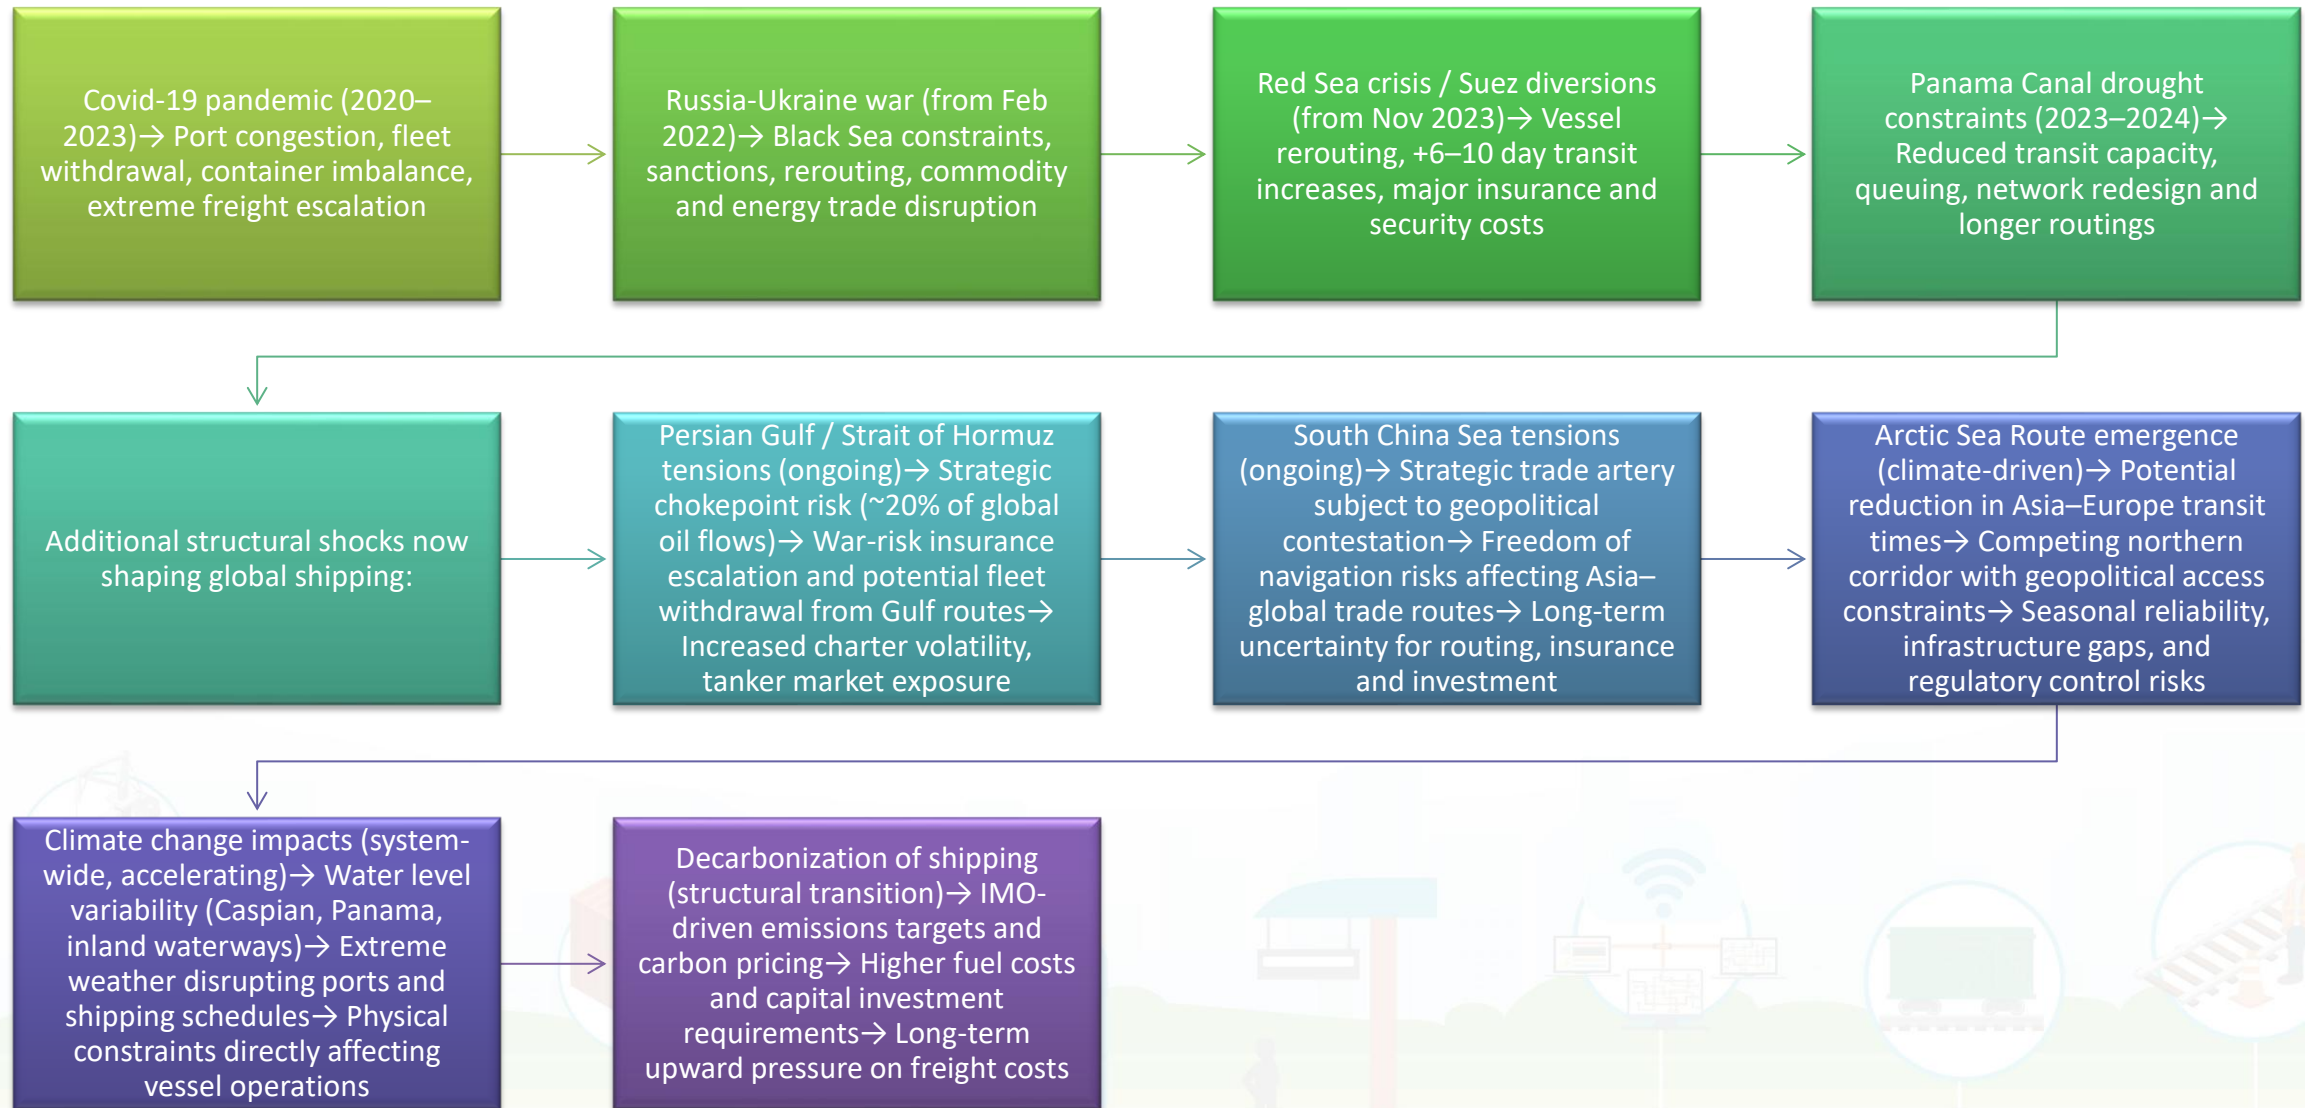 Covid-19 pandemic (2020–
2023)→ Port congestion, fleet
withdrawal, container imbalance,
extreme freight escalation
Russia-Ukraine war (from Feb
2022)→ Black Sea constraints,
sanctions, rerouting, commodity
and energy trade disruption
Red Sea crisis / Suez diversions
(from Nov 2023)→ Vessel
rerouting, +6–10 day transit
increases, major insurance and
security costs
Panama Canal drought
constraints (2023–2024)→
Reduced transit capacity,
queuing, network redesign and
longer routings
Additional structural shocks now
shaping global shipping:
Persian Gulf / Strait of Hormuz
tensions (ongoing)→ Strategic
chokepoint risk (~20% of global
oil flows)→ War-risk insurance
escalation and potential fleet
withdrawal from Gulf routes→
Increased charter volatility,
tanker market exposure
South China Sea tensions
(ongoing)→ Strategic trade artery
subject to geopolitical
contestation→ Freedom of
navigation risks affecting Asia–
global trade routes→ Long-term
uncertainty for routing, insurance
and investment
Arctic Sea Route emergence
(climate-driven)→ Potential
reduction in Asia–Europe transit
times→ Competing northern
corridor with geopolitical access
constraints→ Seasonal reliability,
infrastructure gaps, and
regulatory control risks
Climate change impacts (system-
wide, accelerating)→ Water level
variability (Caspian, Panama,
inland waterways)→ Extreme
weather disrupting ports and
shipping schedules→ Physical
constraints directly affecting
vessel operations
Decarbonization of shipping
(structural transition)→ IMO-
driven emissions targets and
carbon pricing→ Higher fuel costs
and capital investment
requirements→ Long-term
upward pressure on freight costs